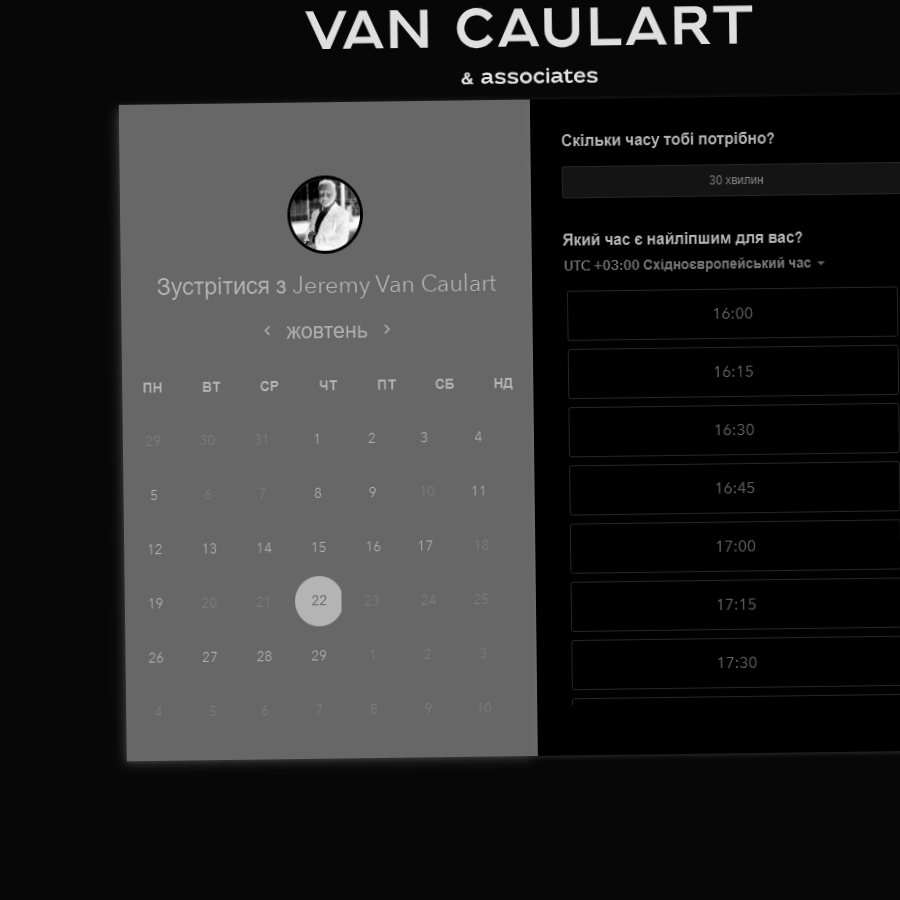 VAN CAULART
& associates
Зустрітися з Jeremy Van Caulart
‹ жовтень ›
ПН ВТ СР ЧТ ПТ СБ НД
29 30 31 1 2 3 4
5 6 7 8 9 10 11
12 13 14 15 16 17 18
19 20 21 22 23 24 25
26 27 28 29 1 2 3
4 5 6 7 8 9 10
Скільки часу тобі потрібно?
30 хвилин
Який час є найліпшим для вас?
UTC +03:00 Східноєвропейський час
16:00
16:15
16:30
16:45
17:00
17:15
17:30